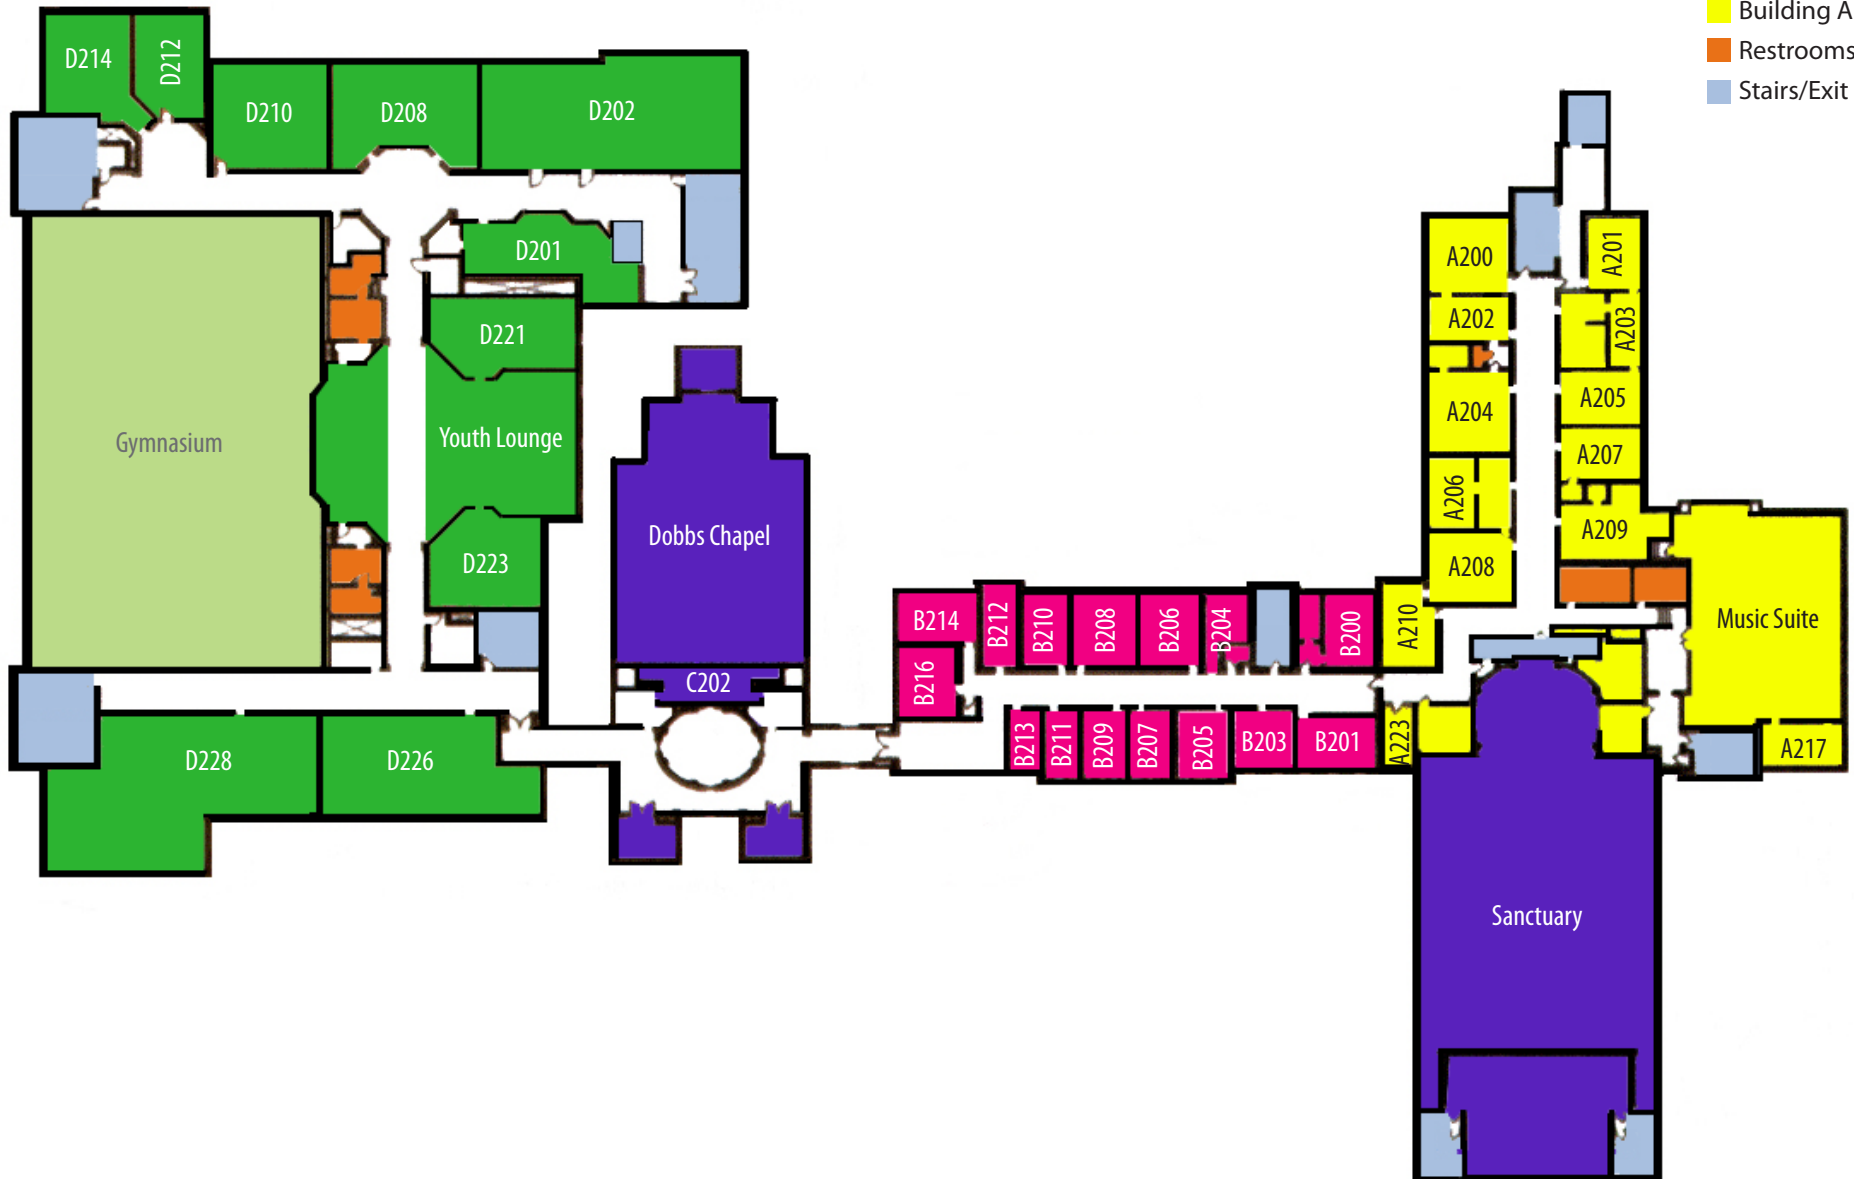 Building A
Restrooms
Stairs/Exit
D214
D212
D210
D208
D202
D201
D221
Gymnasium
Youth Lounge
D223
D228
D226
Dobbs Chapel
C202
B214
B216
B212
B210
B208
B206
B204
B200
B213
B211
B209
B207
B205
B203
B201
A200
A201
A202
A203
A204
A205
A206
A207
A208
A209
A210
A223
Music Suite
A217
Sanctuary